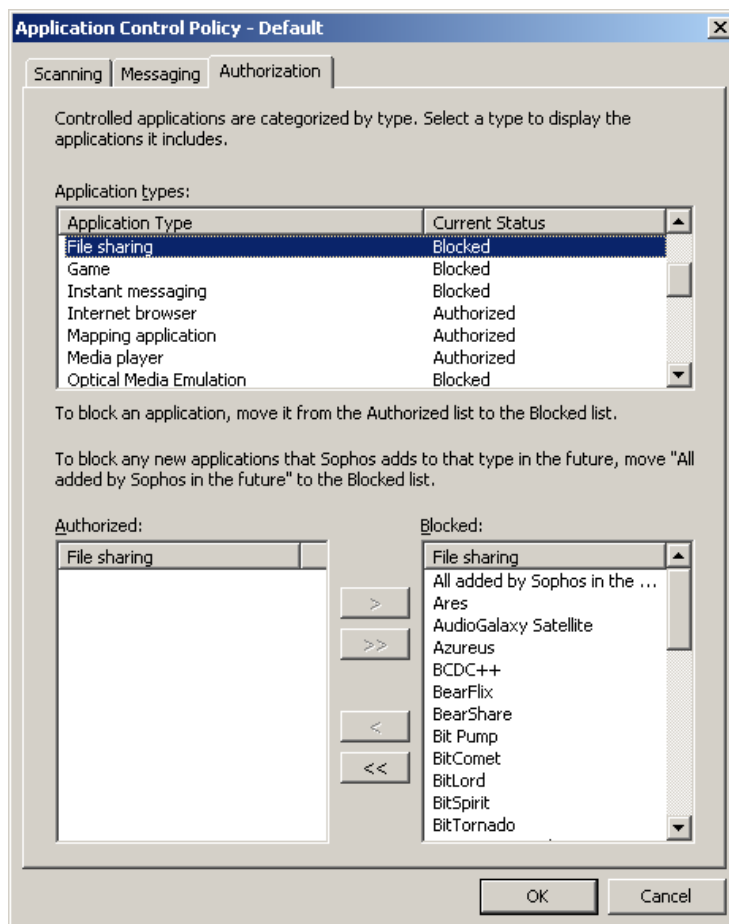 Application Control Policy - Default
Scanning Messaging Authorization
Controlled applications are categorized by type. Select a type to display the
applications it includes.
Application types:
Application Type Current Status
File sharing Blocked
Game Blocked
Instant messaging Blocked
Internet browser Authorized
Mapping application Authorized
Media player Authorized
Optical Media Emulation Blocked
To block an application, move it from the Authorized list to the Blocked list.
To block any new applications that Sophos adds to that type in the future, move "All
added by Sophos in the future" to the Blocked list.
Authorized: Blocked:
File sharing File sharing
All added by Sophos in the ...
> Ares
AudioGalaxy Satellite
>> Azureus
BCDC++
BearFlix
< BearShare
Bit Pump
<< BitComet
BitLord
BitSpirit
BitTornado
OK Cancel